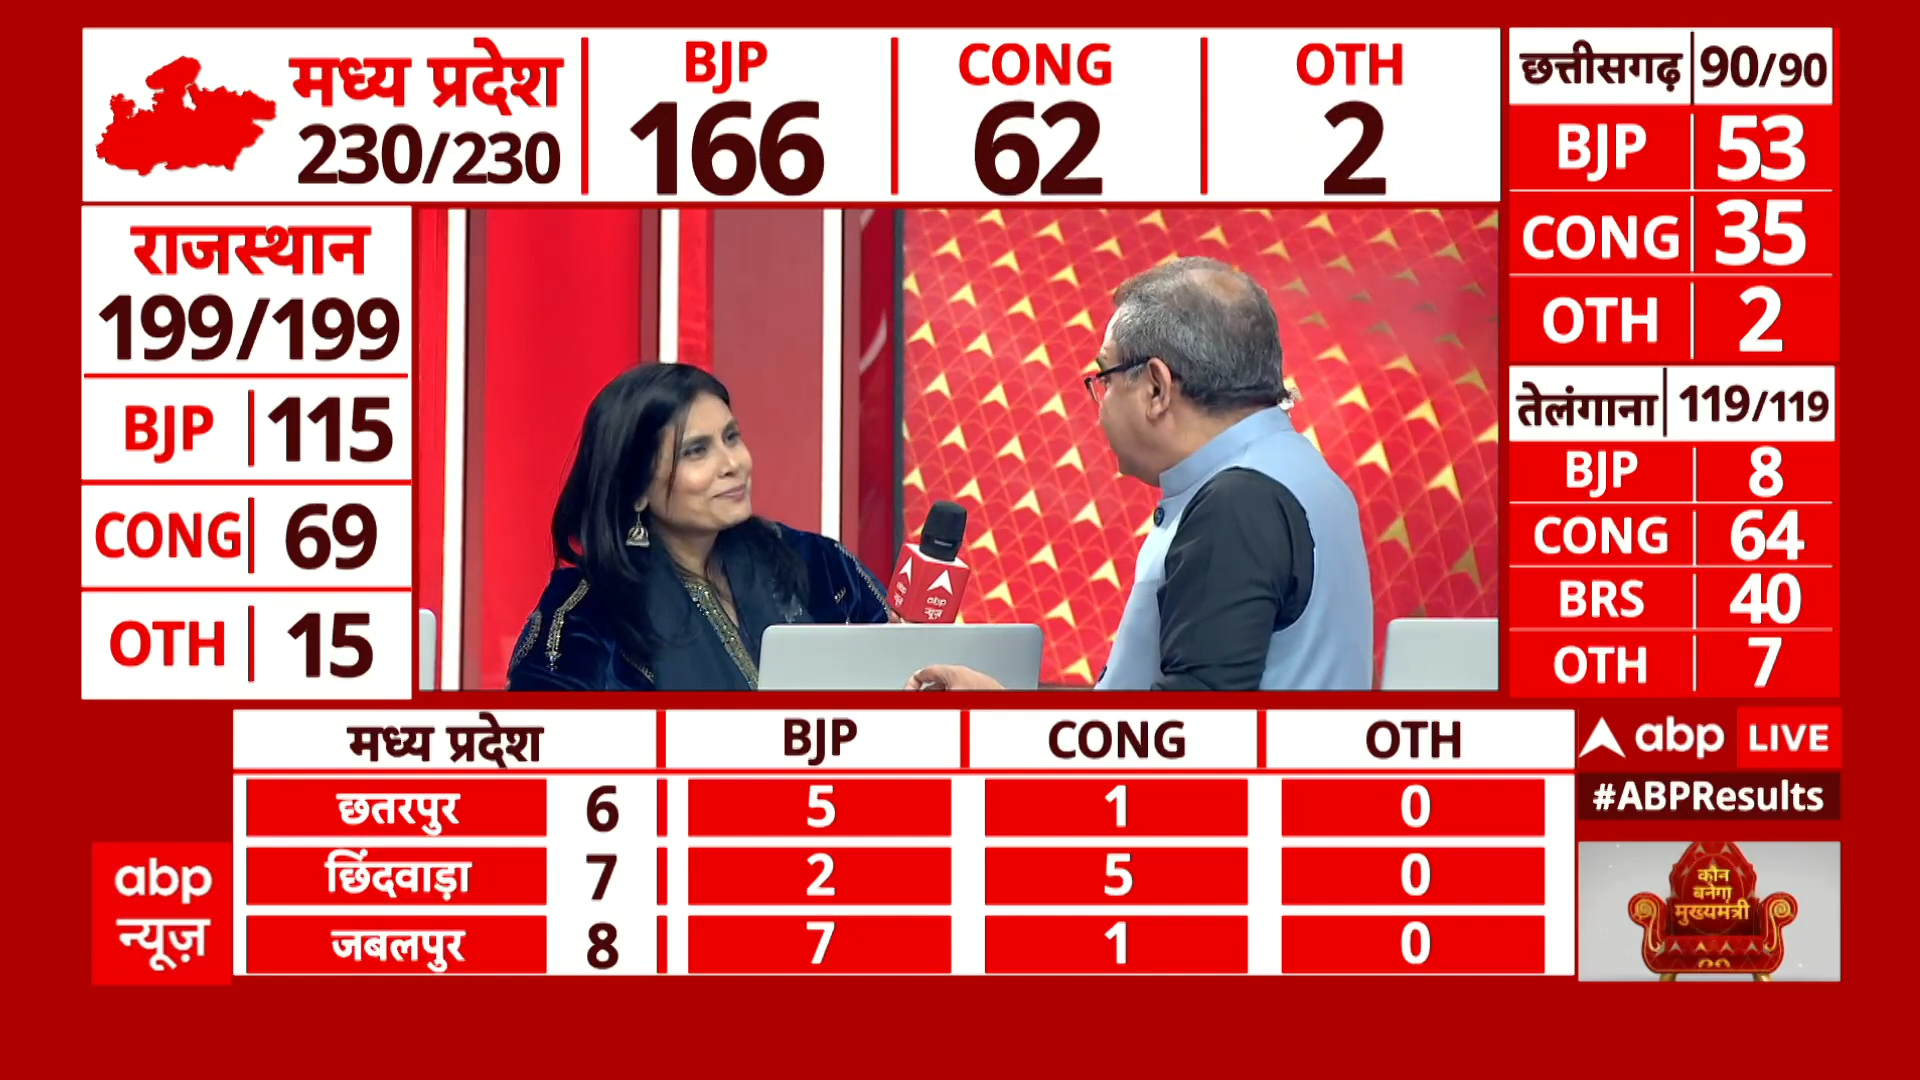 मध्य प्रदेश
230/230
BJP
166
CONG
62
OTH
2
राजस्थान
199/199
BJP 115
CONG 69
OTH 15
छत्तीसगढ़ 90/90
BJP 53
CONG 35
OTH 2
तेलंगाना 119/119
BJP 8
CONG 64
BRS 40
OTH 7
abp
न्यूज़
मध्य प्रदेश BJP CONG OTH
छतरपुर 6 5 1 0
छिंदवाड़ा 7 2 5 0
जबलपुर 8 7 1 0
abp LIVE
#ABPResults
abp
न्यूज़
कौन
बनेगा
मुख्यमंत्री